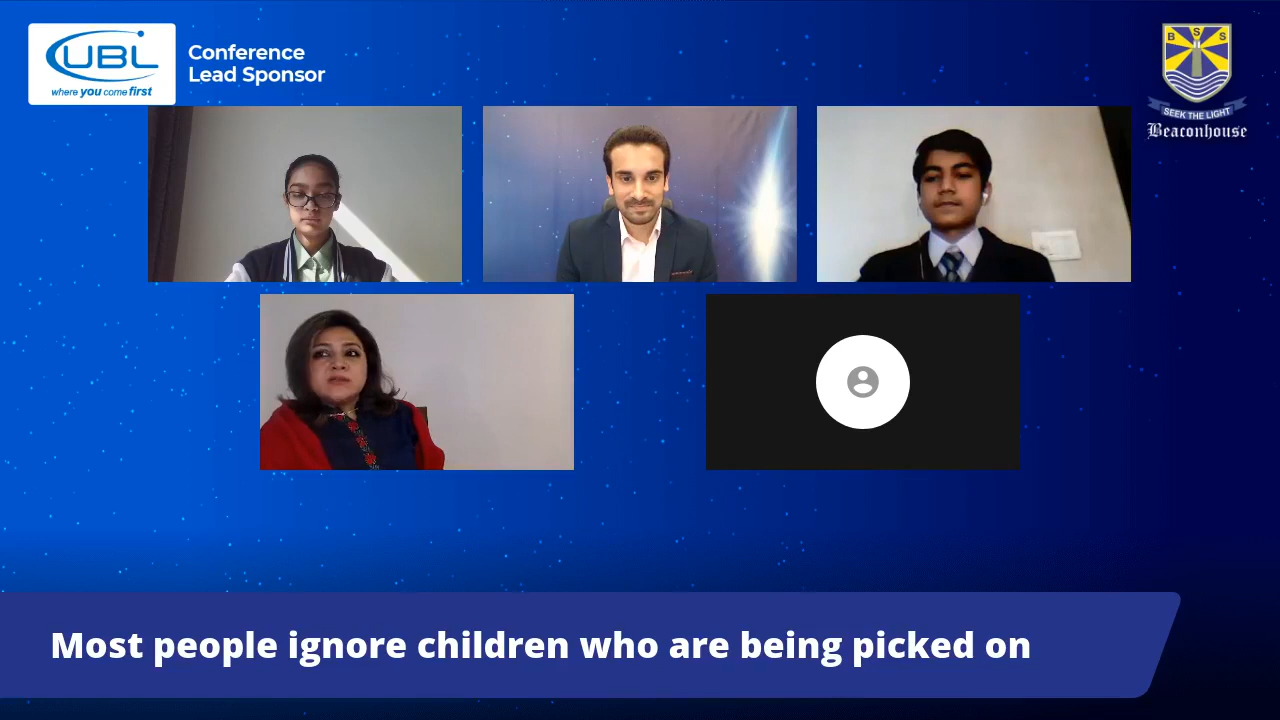 UBL
where you come first
Conference
Lead Sponsor
B S S
SEEK THE LIGHT
Beaconhouse
Most people ignore children who are being picked on